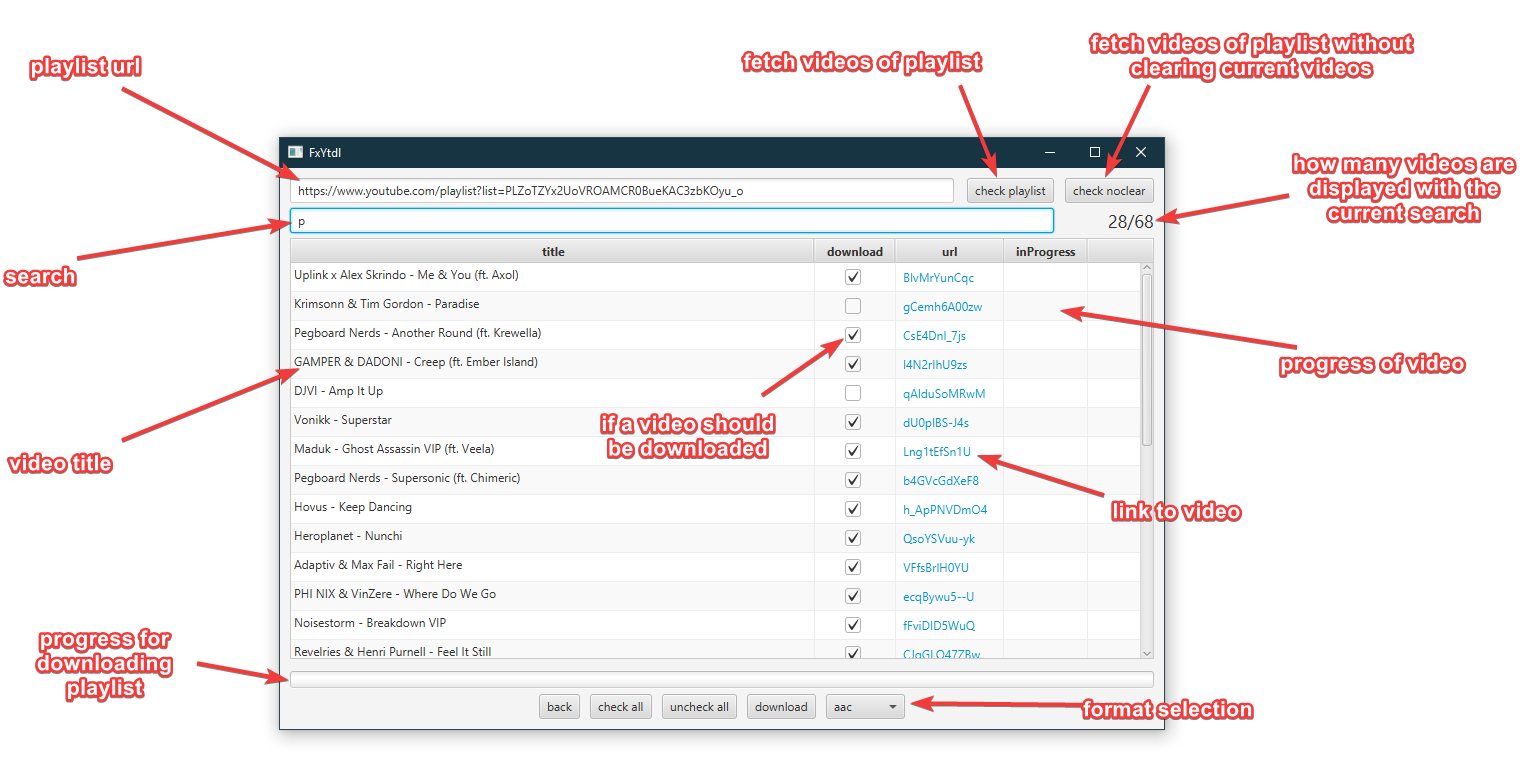 fetch videos of playlist without
clearing current videos
fetch videos of playlist
playlist url
FxYtdl
https://www.youtube.com/playlist?list=PLZoTZYx2UoVROAMCR0BueKAC3zbKOyu_o
check playlist
check noclear
how many videos are
displayed with the
current search
p
28/68
search
title download url inProgress
Uplink x Alex Skrindo - Me & You (ft. Axol) BlvMrYunCqc
Krimsonn & Tim Gordon - Paradise gCemh6A00zw
Pegboard Nerds - Another Round (ft. Krewella) CsE4DnI_7js
GAMPER & DADONI - Creep (ft. Ember Island) I4N2rIhU9zs
progress of video
DJVI - Amp It Up qAIduSoMRwM
Vonikk - Superstar dU0pIBS-J4s
if a video should
be downloaded
Maduk - Ghost Assassin VIP (ft. Veela) Lng1tEfSn1U
video title
Pegboard Nerds - Supersonic (ft. Chimeric) b4GVcGdXeF8
Hovus - Keep Dancing h_ApPNVDmO4
link to video
Heroplanet - Nunchi QsoYSVuu-yk
Adaptiv & Max Fail - Right Here VFfsBrIH0YU
PHI NIX & VinZere - Where Do We Go ecqBywu5--U
Noisestorm - Breakdown VIP fFviDID5WuQ
Revelries & Henri Purnell - Feel It Still
progress for
downloading
playlist
back check all uncheck all download aac
format selection